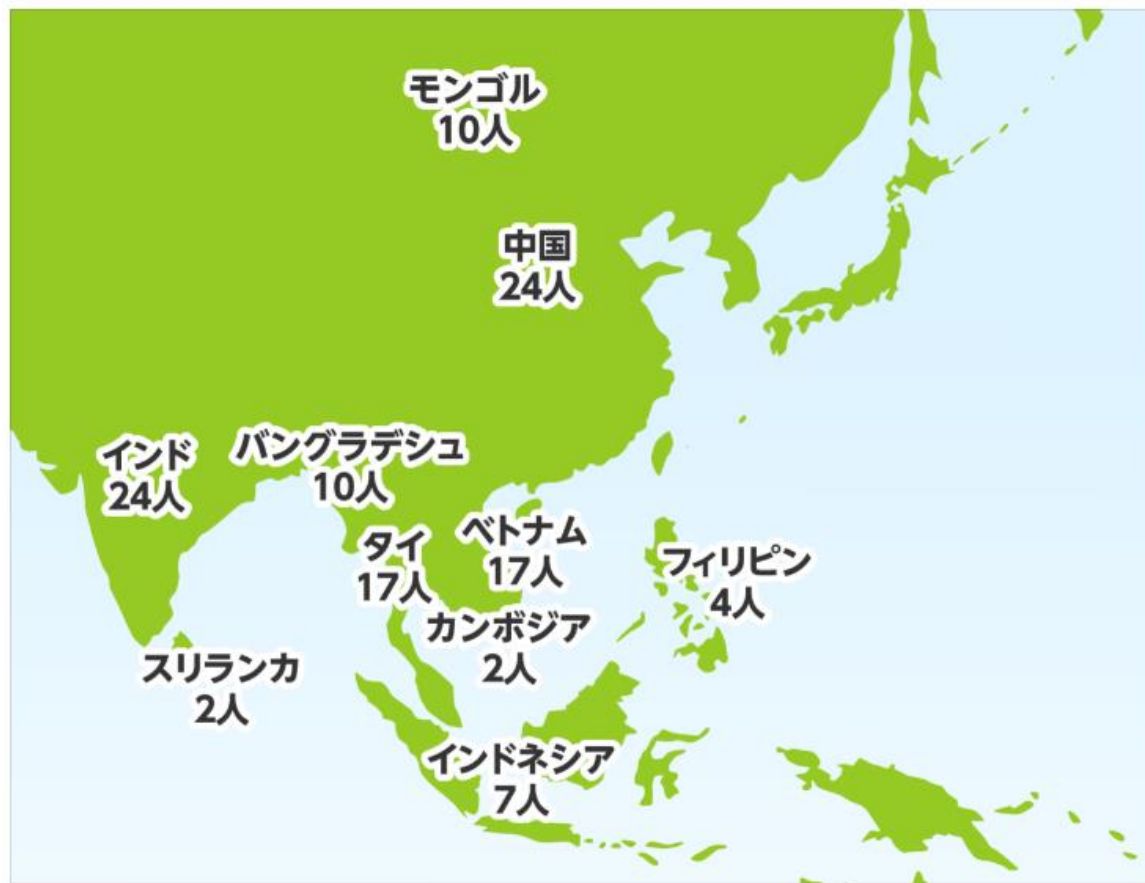 モンゴル
10人
中国
24人
インド
24人
バングラデシュ
10人
タイ
17人
ベトナム
17人
フィリピン
4人
カンボジア
2人
スリランカ
2人
インドネシア
7人